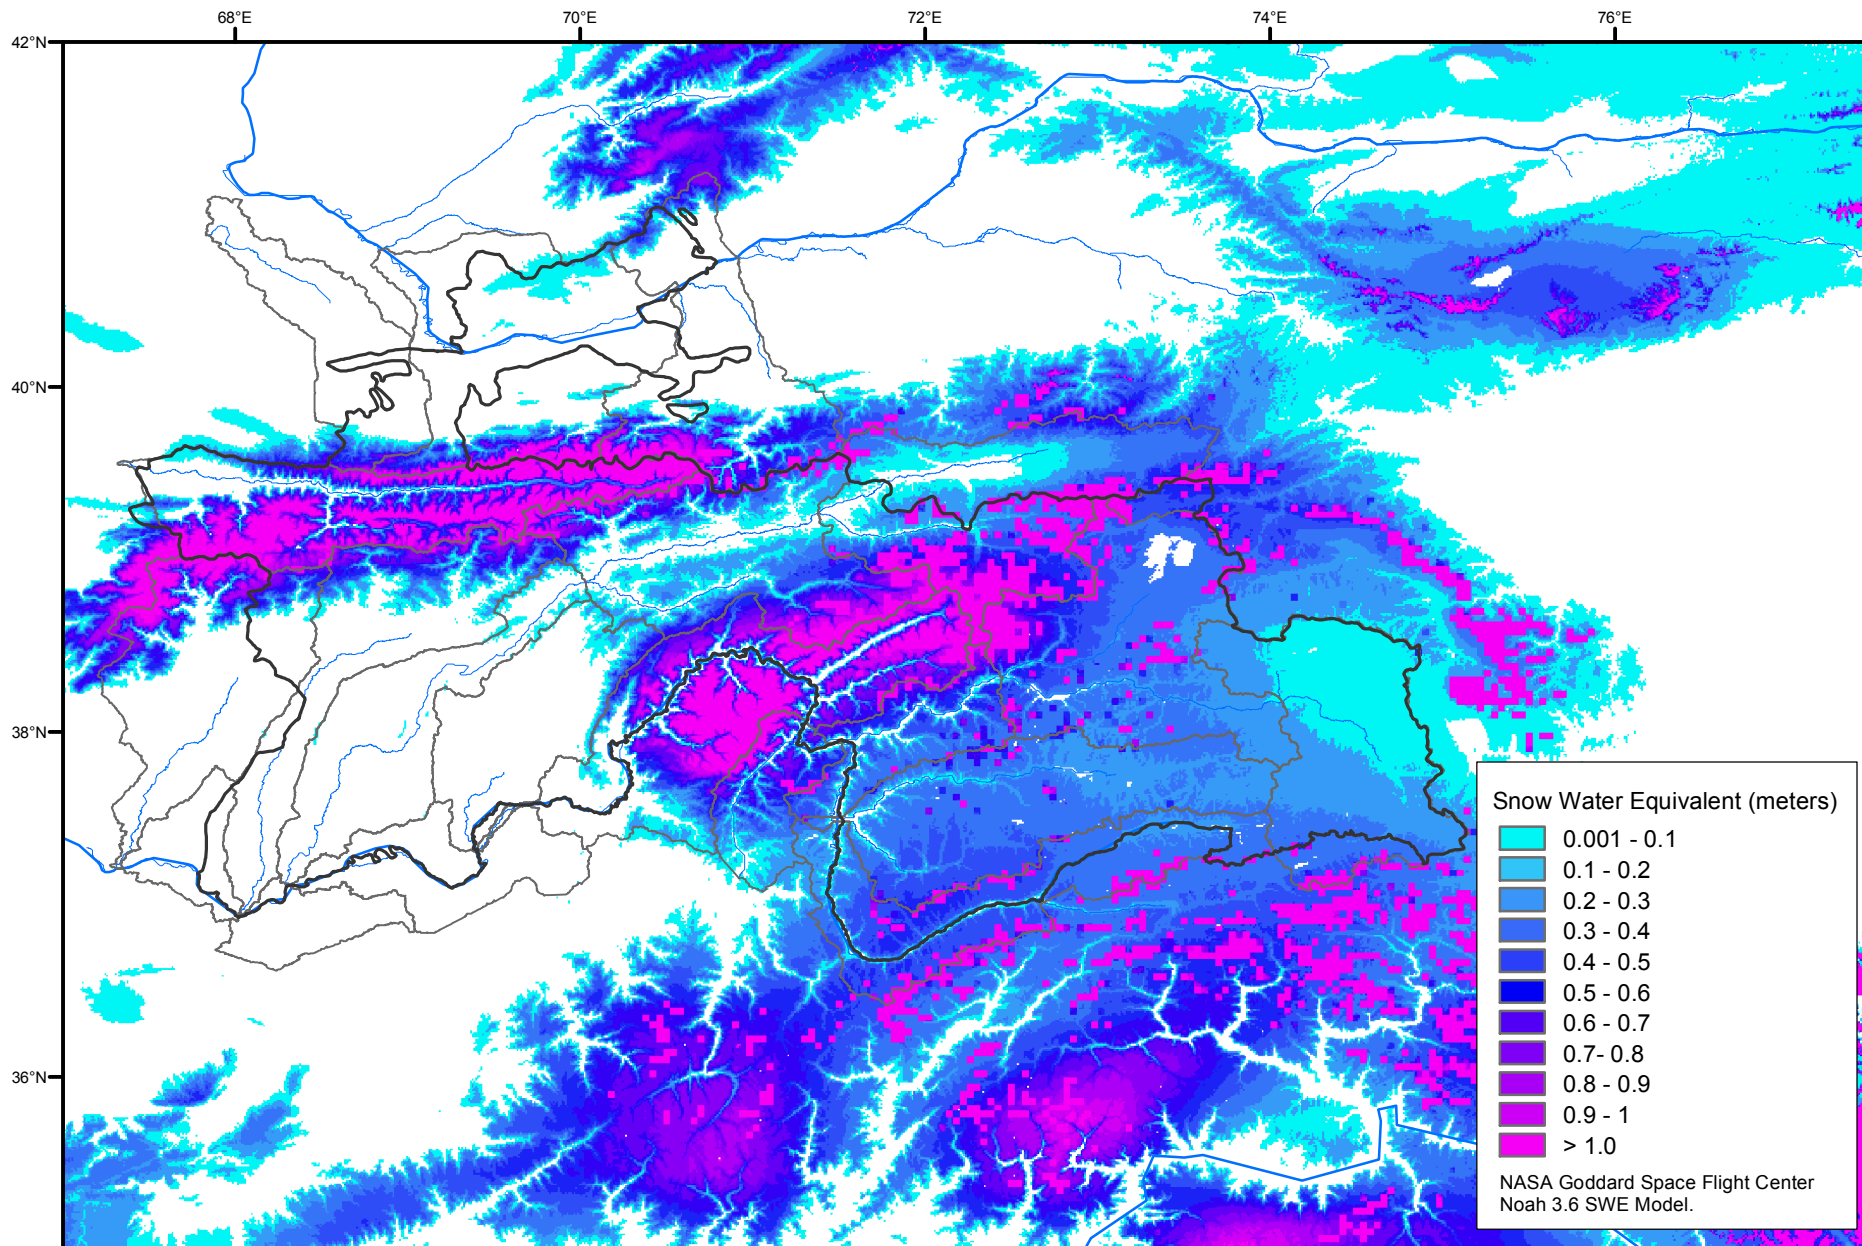 68°E 70°E 72°E 74°E 76°E
42°N
40°N
38°N
36°N
Snow Water Equivalent (meters)
0.001 - 0.1
0.1 - 0.2
0.2 - 0.3
0.3 - 0.4
0.4 - 0.5
0.5 - 0.6
0.6 - 0.7
0.7- 0.8
0.8 - 0.9
0.9 - 1
> 1.0
NASA Goddard Space Flight Center
Noah 3.6 SWE Model.